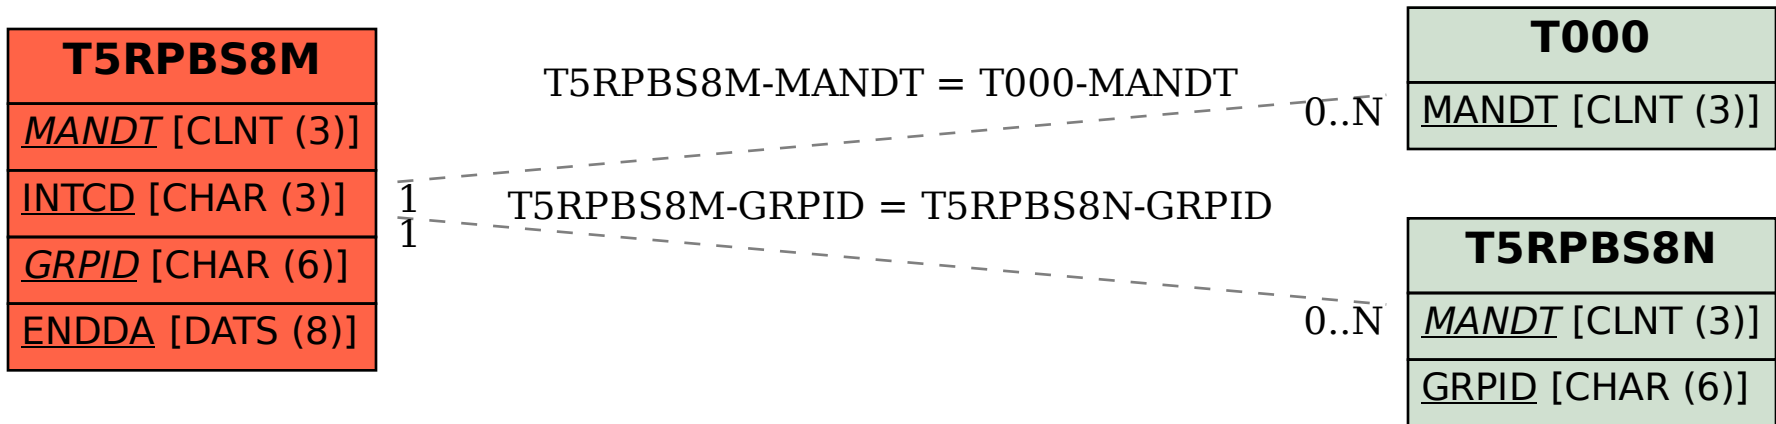 T5RPBS8M
MANDT [CLNT (3)]
INTCD [CHAR (3)]
GRPID [CHAR (6)]
ENDDA [DATS (8)]
T5RPBS8M-MANDT = T000-MANDT
0..N
1
T5RPBS8M-GRPID = T5RPBS8N-GRPID
1
0..N
T000
MANDT [CLNT (3)]
T5RPBS8N
MANDT [CLNT (3)]
GRPID [CHAR (6)]